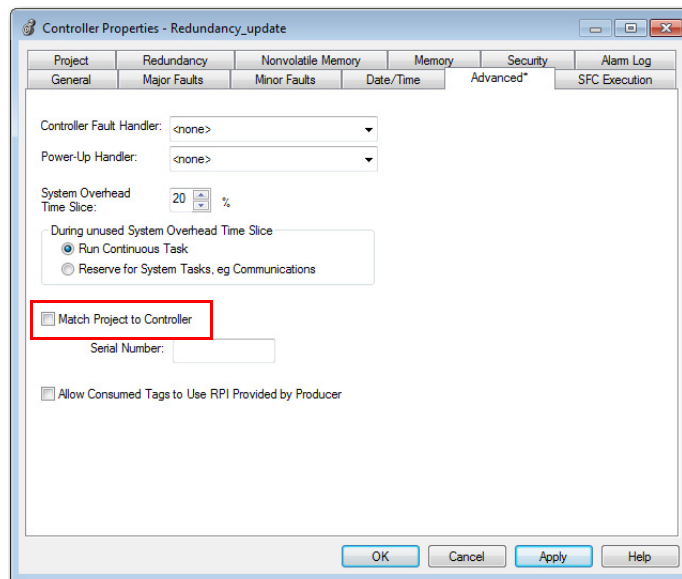 Controller Properties - Redundancy_update
Project Redundancy Nonvolatile Memory Memory Security Alarm Log
General Major Faults Minor Faults Date/Time Advanced* SFC Execution
Controller Fault Handler: <none>
Power-Up Handler: <none>
System Overhead
Time Slice: 20 %
During unused System Overhead Time Slice
Run Continuous Task
Reserve for System Tasks, eg Communications
Match Project to Controller
Serial Number:
Allow Consumed Tags to Use RPI Provided by Producer
OK Cancel Apply Help